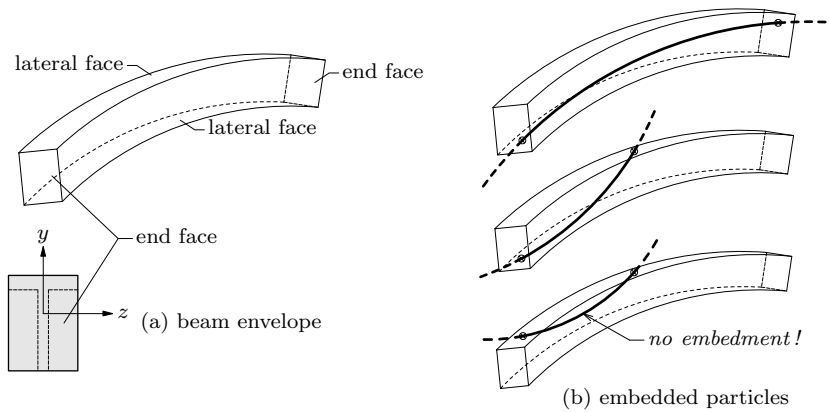 lateral face
end face
lateral face
end face
y
z
(a) beam envelope
no embedment!
(b) embedded particles